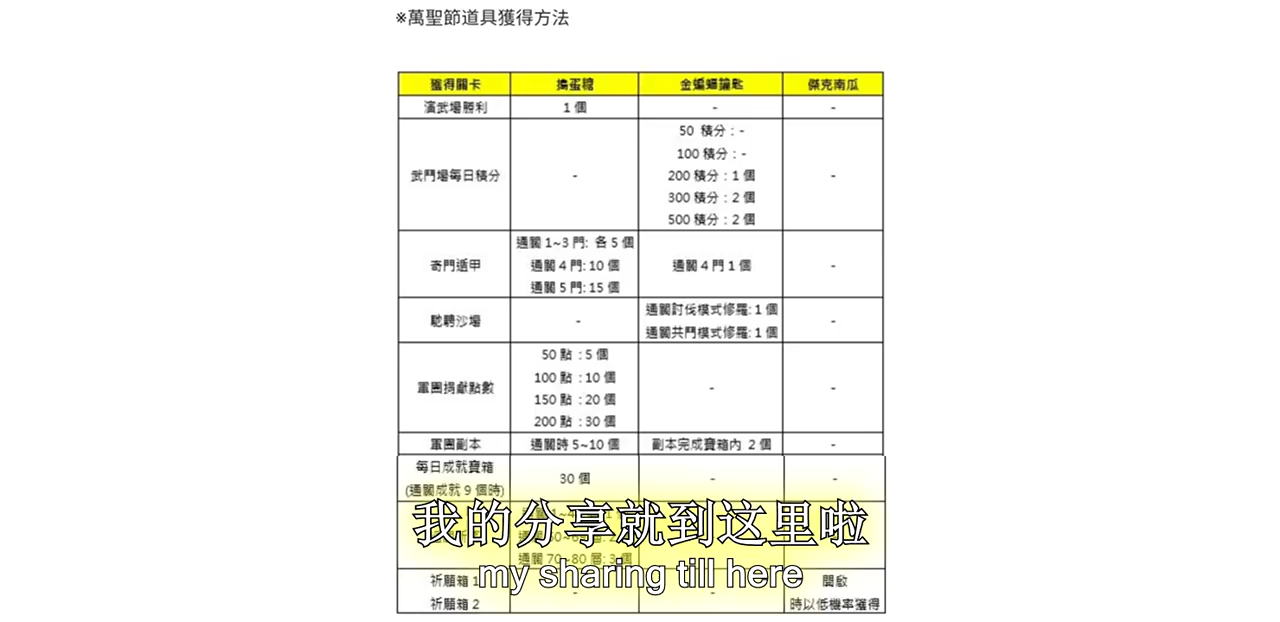 ※萬聖節道具獲得方法
獲得關卡 搗蛋糖 金蝙蝠鑰匙 傑克南瓜
演武場勝利 1 個 - -
50 積分：-
100 積分：-
武鬥場每日積分 - 200 積分：1 個 -
300 積分：2 個
500 積分：2 個
通關 1~3 門: 各 5 個
奇門遁甲 通關 4 門: 10 個 通關 4 門 1 個 -
通關 5 門: 15 個
通關討伐模式修羅: 1 個
馳騁沙場 - -
通關共鬥模式修羅: 1 個
50 點：5 個
100 點：10 個
軍團捐獻點數 - -
150 點：20 個
200 點：30 個
軍團副本 通關時 5~10 個 副本完成寶箱內 2 個 -
每日成就寶箱
30 個 - -
(通關成就 9 個時)
我的分享就到这里啦
通關 70~80 層: 3 個
my sharing till here
祈願箱 1 開啟
- -
祈願箱 2 時以低機率獲得